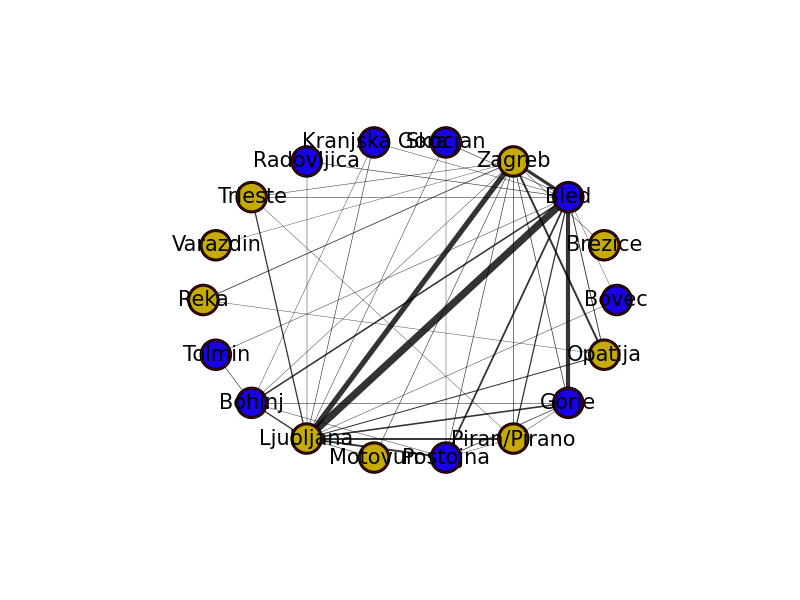 Kranjska Gora
Skocjan
Radovljica
Zagreb
Trieste
Bled
Varazdin
Brezice
Reka
Bovec
Tolmin
Opatija
Bohinj
Gorje
Ljubljana
Piran/Pirano
Motovun
Postojna